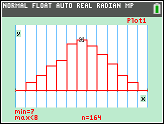 NORMAL FLOAT AUTO REAL RADIAN MP
Plot1
y
x
min=7
max<8 n=164